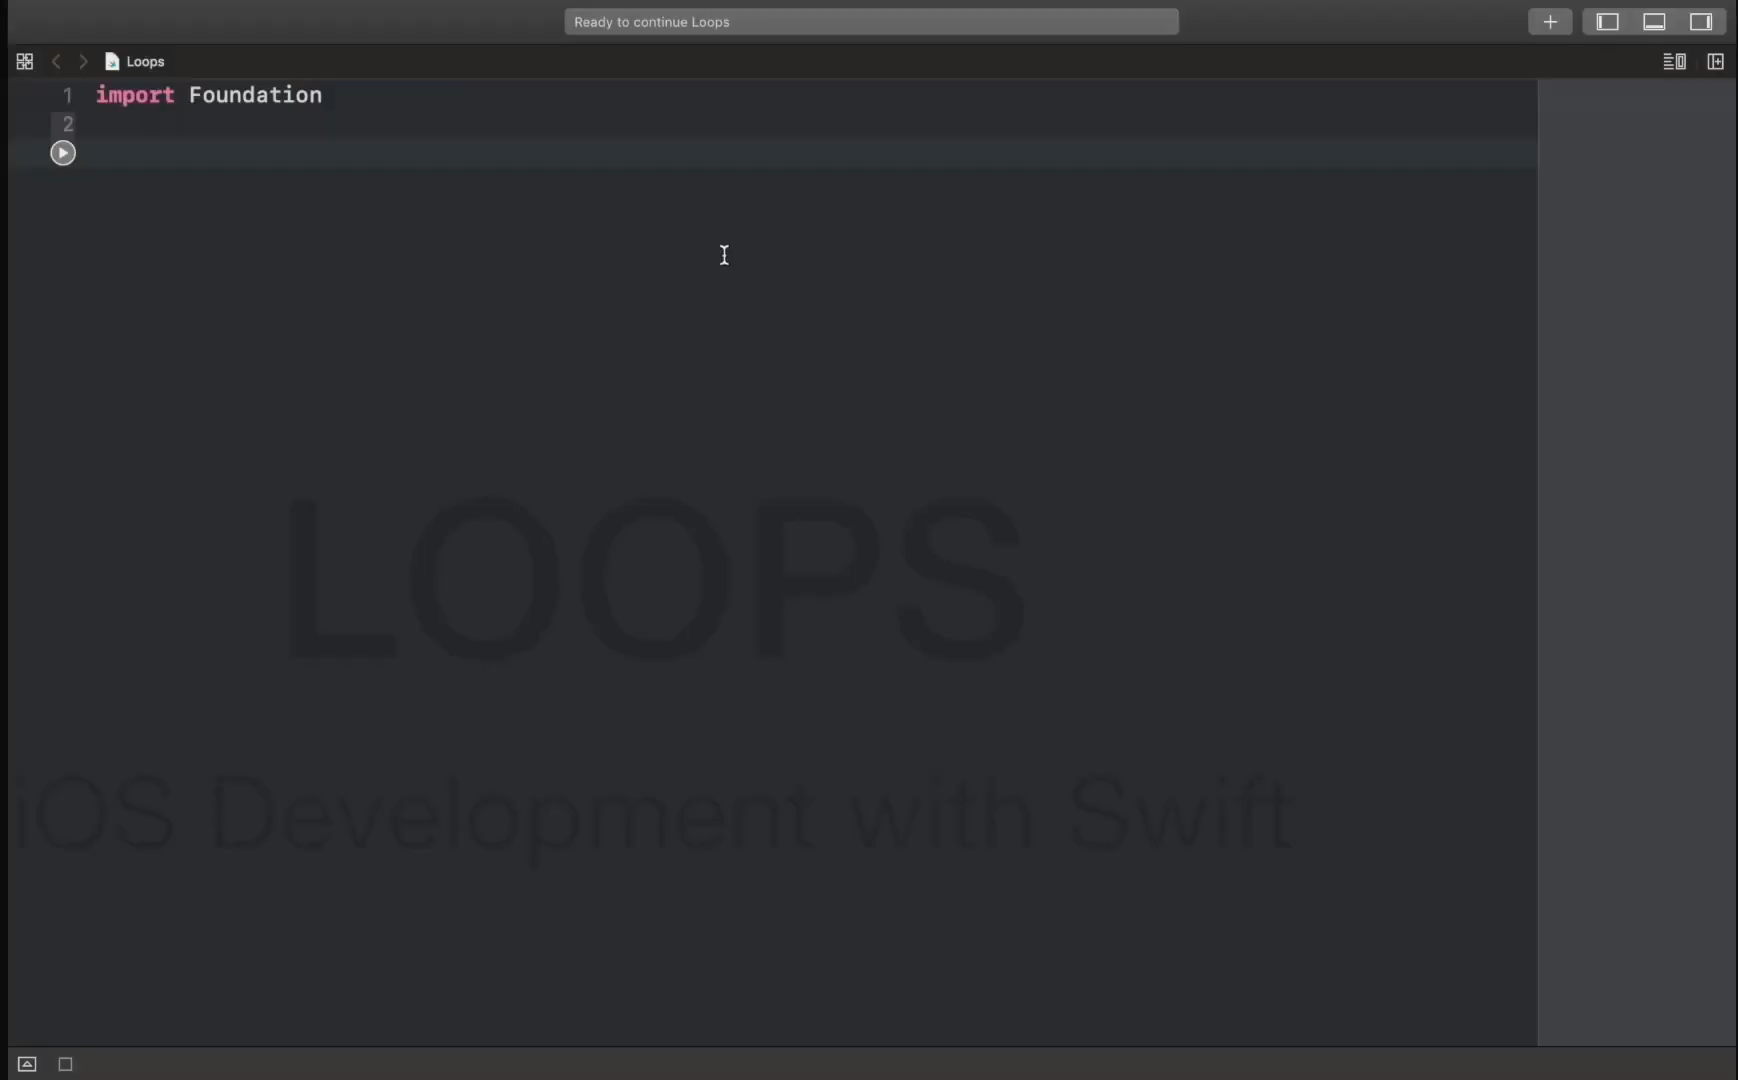 Ready to continue Loops
Loops
1 import Foundation
2
LOOPS
iOS Development with Swift